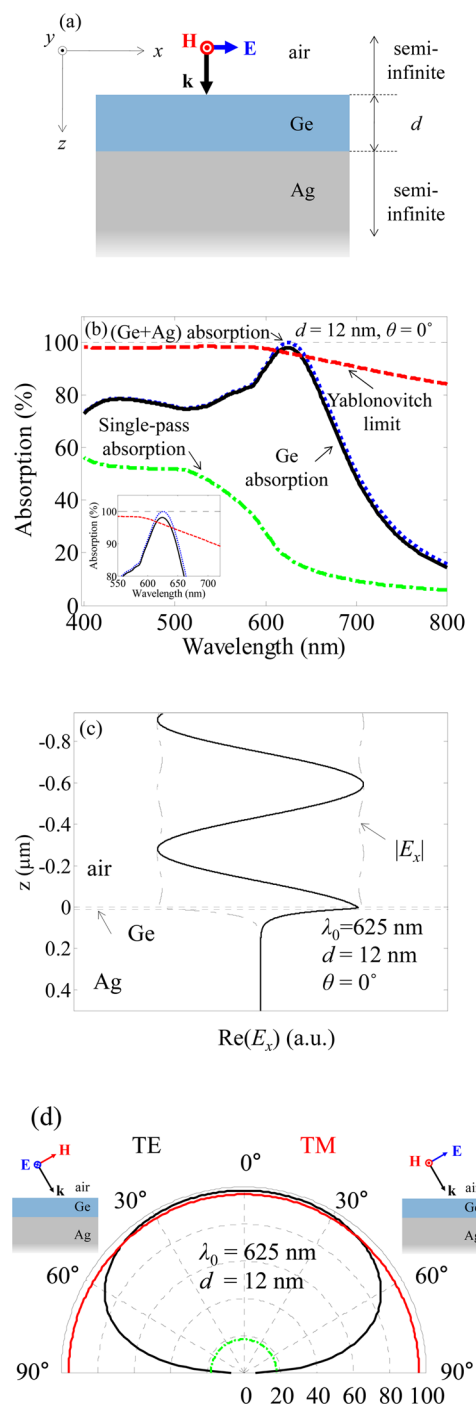 (a)
y
x
z
H
E
k
air
semi-
infinite
Ge
d
Ag
semi-
infinite
(b)
(Ge+Ag) absorption
d = 12 nm, θ = 0°
Yablonovitch
limit
Single-pass
absorption
Ge
absorption
Absorption (%)
100
80
60
40
20
0
400
500
600
700
800
Wavelength (nm)
Absorption (%)
100
95
90
85
80
550
600
650
700
Wavelength (nm)
(c)
z (μm)
-0.8
-0.6
-0.4
-0.2
0
0.2
0.4
|Eₓ|
air
Ge
Ag
λ₀=625 nm
d = 12 nm
θ = 0°
Re(Eₓ) (a.u.)
(d)
TE
TM
E
H
k
air
Ge
Ag
H
E
k
air
Ge
Ag
0°
30°
30°
60°
60°
90°
90°
λ₀ = 625 nm
d = 12 nm
0 20 40 60 80 100